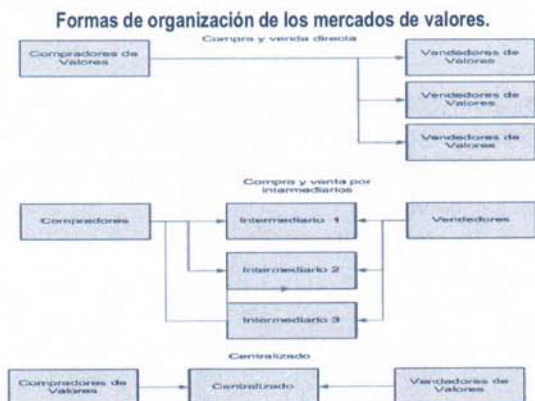 Formas de organización de los mercados de valores.
Compra y venda directa
Compradores de
Valores
Vendedores de
Valores
Vendedores de
Valores
Vendedores de
Valores
Compra y venta por
intermediarios
Compradores
Intermediario 1
Vendedores
Intermediario 2
Intermediario 3
Centralizado
Compradores de
Valores
Centralizado
Vendedores de
Valores